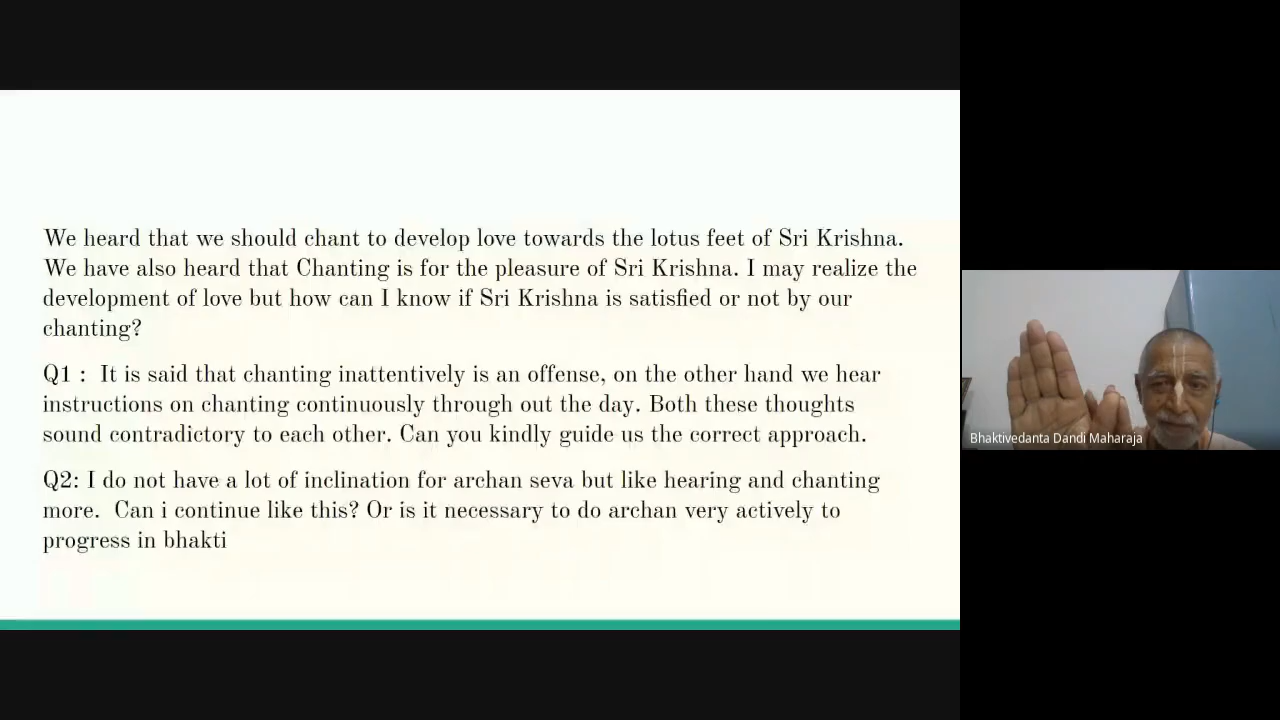 We heard that we should chant to develop love towards the lotus feet of Sri Krishna.
We have also heard that Chanting is for the pleasure of Sri Krishna. I may realize the
development of love but how can I know if Sri Krishna is satisfied or not by our
chanting?
Q1 :  It is said that chanting inattentively is an offense, on the other hand we hear
instructions on chanting continuously through out the day. Both these thoughts
sound contradictory to each other. Can you kindly guide us the correct approach.
Q2: I do not have a lot of inclination for archan seva but like hearing and chanting
more.  Can i continue like this? Or is it necessary to do archan very actively to
progress in bhakti
Bhaktivedanta Dandi Maharaja